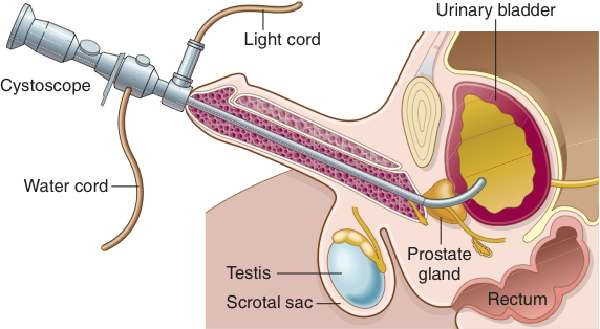 Urinary bladder
Light cord
Cystoscope
Water cord
Prostate
gland
Testis
Scrotal sac
Rectum